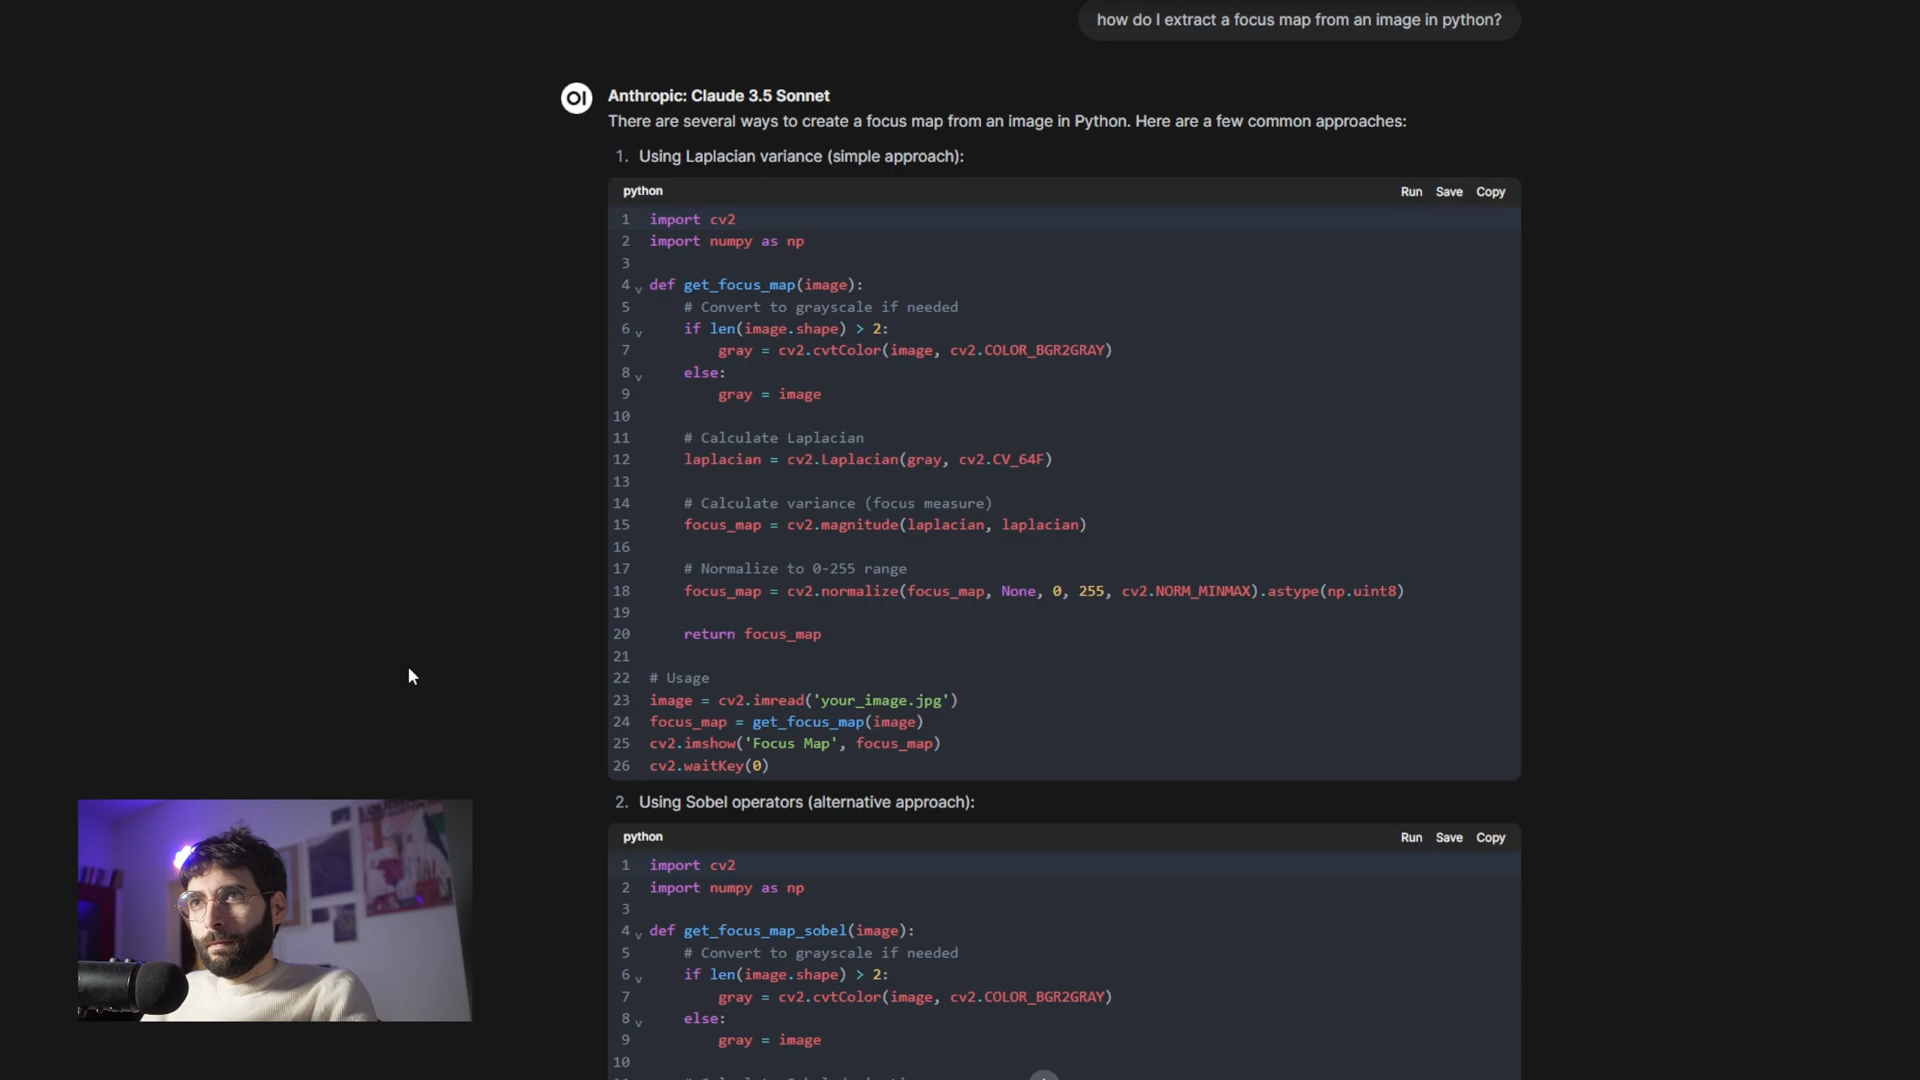 how do I extract a focus map from an image in python?
OI
Anthropic: Claude 3.5 Sonnet
There are several ways to create a focus map from an image in Python. Here are a few common approaches:
1. Using Laplacian variance (simple approach):
python Run Save Copy
1 import cv2
2 import numpy as np
3
4 def get_focus_map(image):
5 # Convert to grayscale if needed
6 if len(image.shape) > 2:
7 gray = cv2.cvtColor(image, cv2.COLOR_BGR2GRAY)
8 else:
9 gray = image
10
11 # Calculate Laplacian
12 laplacian = cv2.Laplacian(gray, cv2.CV_64F)
13
14 # Calculate variance (focus measure)
15 focus_map = cv2.magnitude(laplacian, laplacian)
16
17 # Normalize to 0-255 range
18 focus_map = cv2.normalize(focus_map, None, 0, 255, cv2.NORM_MINMAX).astype(np.uint8)
19
20 return focus_map
21
22 # Usage
23 image = cv2.imread('your_image.jpg')
24 focus_map = get_focus_map(image)
25 cv2.imshow('Focus Map', focus_map)
26 cv2.waitKey(0)
2. Using Sobel operators (alternative approach):
python Run Save Copy
1 import cv2
2 import numpy as np
3
4 def get_focus_map_sobel(image):
5 # Convert to grayscale if needed
6 if len(image.shape) > 2:
7 gray = cv2.cvtColor(image, cv2.COLOR_BGR2GRAY)
8 else:
9 gray = image
10